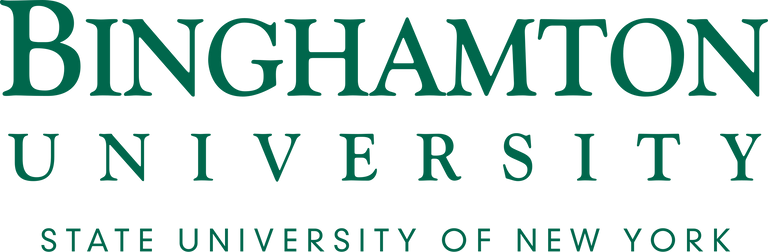 BINGHAMTON
UNIVERSITY
STATE UNIVERSITY OF NEW YORK